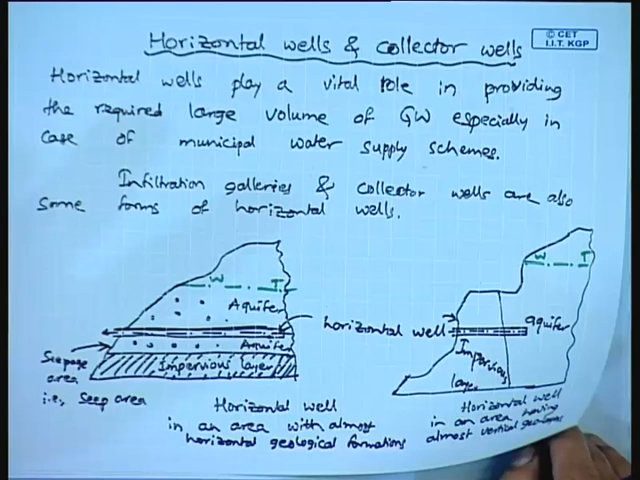 Horizontal wells & collector wells
© CET
I.I.T. KGP
Horizontal wells play a vital role in providing
the required large volume of GW especially in
case of municipal water supply schemes.
Infiltration galleries & collector wells are also
some forms of horizontal wells.
W T
Aquifer
Aquifer
Impervious layer
Seepage
area
i.e., Seep area
horizontal well
W T
aquifer
Impervious
layer
Horizontal well
in an area with almost
horizontal geological formations
Horizontal well
in an area having
almost vertical